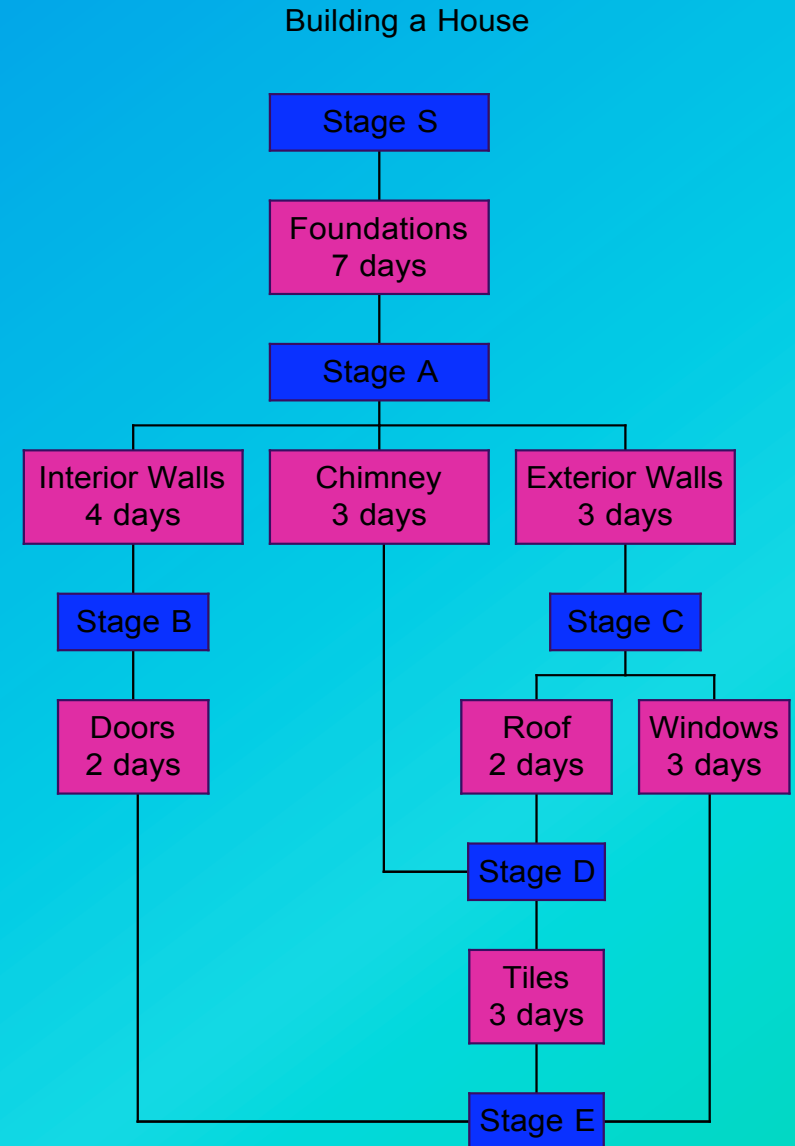 Building a House
Stage S
Foundations
7 days
Stage A
Interior Walls
4 days
Chimney
3 days
Exterior Walls
3 days
Stage B
Stage C
Doors
2 days
Roof
2 days
Windows
3 days
Stage D
Tiles
3 days
Stage E